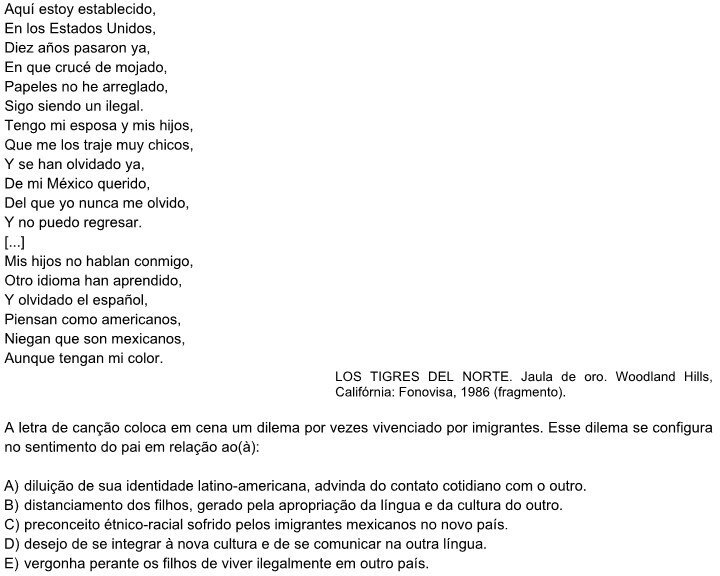 Aquí estoy establecido,
En los Estados Unidos,
Diez años pasaron ya,
En que crucé de mojado,
Papeles no he arreglado,
Sigo siendo un ilegal.
Tengo mi esposa y mis hijos,
Que me los traje muy chicos,
Y se han olvidado ya,
De mi México querido,
Del que yo nunca me olvido,
Y no puedo regresar.
[...]
Mis hijos no hablan conmigo,
Otro idioma han aprendido,
Y olvidado el español,
Piensan como americanos,
Niegan que son mexicanos,
Aunque tengan mi color.
LOS TIGRES DEL NORTE. Jaula de oro. Woodland Hills,
Califórnia: Fonovisa, 1986 (fragmento).
A letra de canção coloca em cena um dilema por vezes vivenciado por imigrantes. Esse dilema se configura
no sentimento do pai em relação ao(à):
A) diluição de sua identidade latino-americana, advinda do contato cotidiano com o outro.
B) distanciamento dos filhos, gerado pela apropriação da língua e da cultura do outro.
C) preconceito étnico-racial sofrido pelos imigrantes mexicanos no novo país.
D) desejo de se integrar à nova cultura e de se comunicar na outra língua.
E) vergonha perante os filhos de viver ilegalmente em outro país.